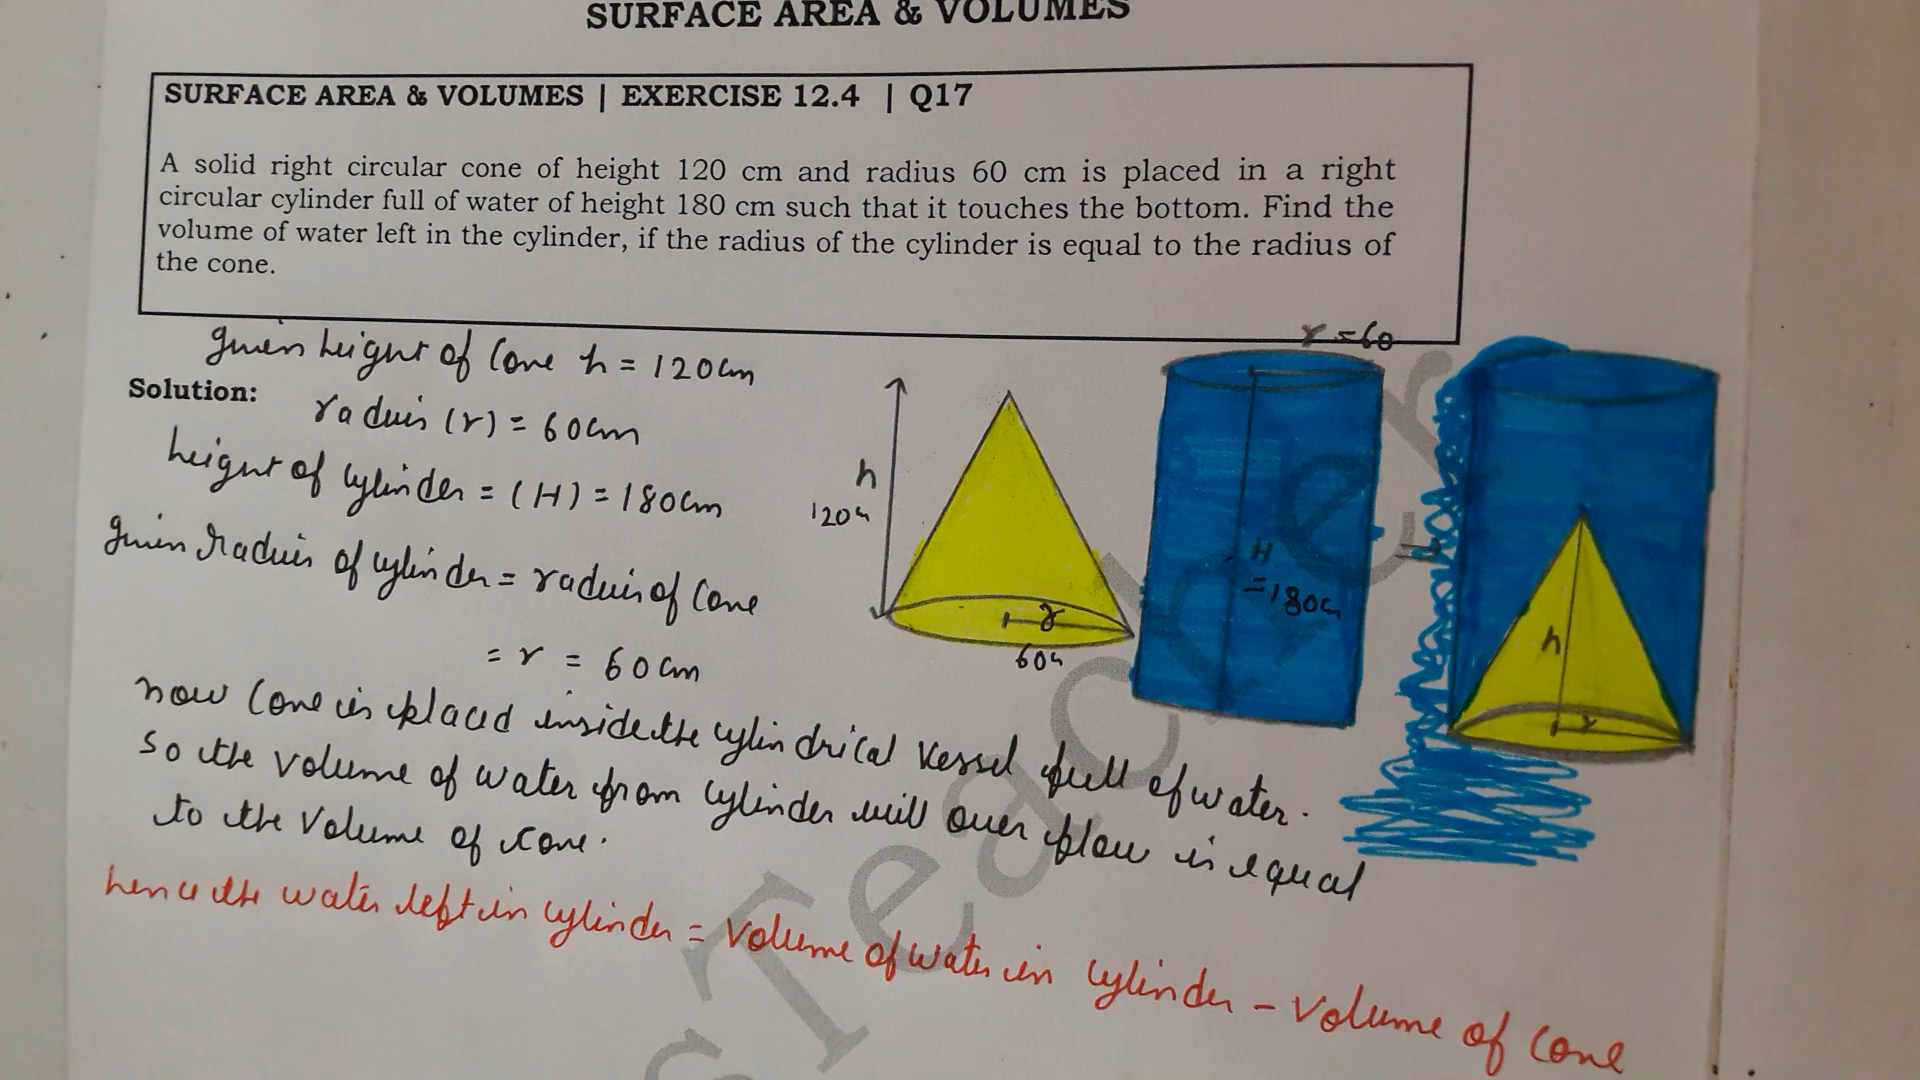 SURFACE AREA & VOLUMES
SURFACE AREA & VOLUMES | EXERCISE 12.4 | Q17
A solid right circular cone of height 120 cm and radius 60 cm is placed in a right
circular cylinder full of water of height 180 cm such that it touches the bottom. Find the
volume of water left in the cylinder, if the radius of the cylinder is equal to the radius of
the cone.
given height of Cone h = 120cm
Solution:
radius (r) = 60cm
height of cylinder = (H) = 180cm
given radius of cylinder = radius of Cone
= r = 60cm
r = 60
h
120
r
60
H
= 180
h
r
now Cone is placed inside the cylindrical vessel full of water.
so the volume of water from cylinder will over flow is equal
to the volume of cone.
hence the water left in cylinder = Volume of water in cylinder - Volume of Cone
Teacher